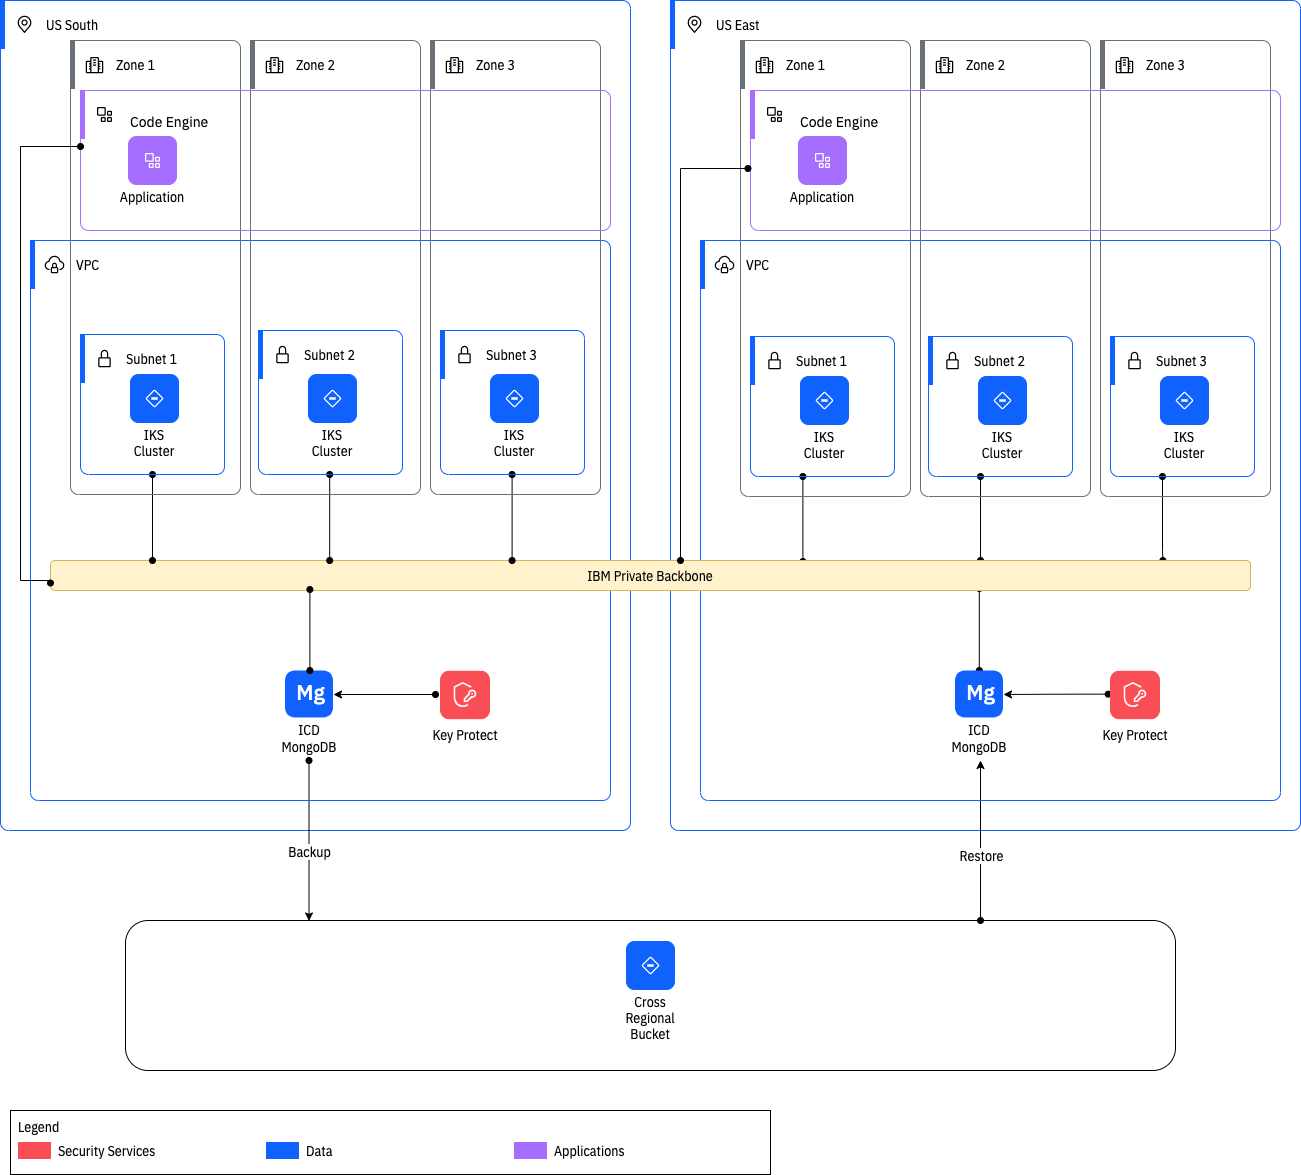 US South
US East
Zone 1
Zone 2
Zone 3
Zone 1
Zone 2
Zone 3
Code Engine
Application
Code Engine
Application
VPC
VPC
Subnet 1
IKS
Cluster
Subnet 2
IKS
Cluster
Subnet 3
IKS
Cluster
Subnet 1
IKS
Cluster
Subnet 2
IKS
Cluster
Subnet 3
IKS
Cluster
IBM Private Backbone
Mg
ICD
MongoDB
Key Protect
Mg
ICD
MongoDB
Key Protect
Backup
Restore
Cross
Regional
Bucket
Legend
Security Services
Data
Applications